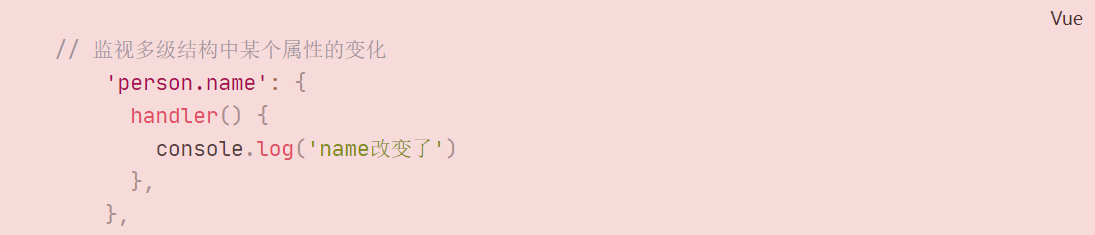 Vue
// 监视多级结构中某个属性的变化
'person.name': {
handler() {
console.log('name改变了')
},
},